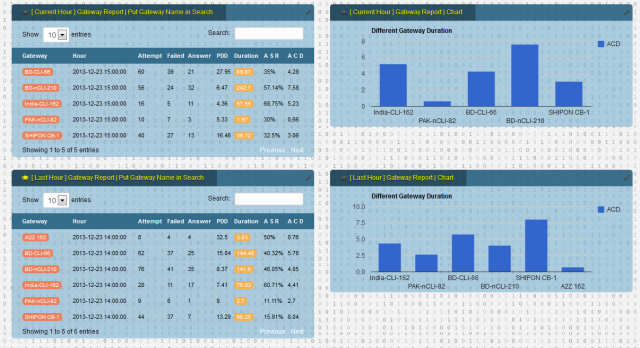 [ Current Hour ] Gateway Report | Put Gateway Name in Search
Show 10 entries Search:
Gateway Hour Attempt Failed Answer PDD Duration A S R A C D
BD-CLI-66 2013-12-23 15:00:00 60 39 21 27.95 35% 4.28
BD-nCLI-210 2013-12-23 15:00:00 56 24 32 6.47 242.7 57.14% 7.58
India-CLI-162 2013-12-23 15:00:00 16 5 11 4.36 68.75% 5.23
PAK-nCLI-82 2013-12-23 15:00:00 10 7 3 5.33 1.97 30% 0.66
SHIPON CB-1 2013-12-23 15:00:00 40 27 13 16.46 39.72 32.5% 3.06
Showing 1 to 5 of 5 entries Previous Next
[ Current Hour ] Gateway Report | Chart
Different Gateway Duration
8 6 4 2 0
ACD
India-CLI-162 BD-CLI-66 SHIPON CB-1
PAK-nCLI-82 BD-nCLI-210
[ Last Hour ] Gateway Report | Put Gateway Name in Search
Show 10 entries Search:
Gateway Hour Attempt Failed Answer PDD Duration A S R A C D
AZZ 162 2013-12-23 14:00:00 8 4 4 32.5 3.03 50% 0.76
BD-CLI-66 2013-12-23 14:00:00 62 37 25 15.04 144.45 40.32% 5.78
BD-nCLI-210 2013-12-23 14:00:00 76 41 35 8.37 141.8 46.05% 4.05
India-CLI-162 2013-12-23 14:00:00 28 11 17 7.41 60.71% 4.41
PAK-nCLI-82 2013-12-23 14:00:00 9 8 1 9 2.7 11.11% 2.7
SHIPON CB-1 2013-12-23 14:00:00 44 37 7 13.29 56.25 15.91% 8.04
Showing 1 to 6 of 6 entries Previous Next
[ Last Hour ] Gateway Report | Chart
Different Gateway Duration
10.0 7.5 5.0 2.5 0.0
ACD
India-CLI-162 BD-CLI-66 SHIPON CB-1
PAK-nCLI-82 BD-nCLI-210 AZZ 162